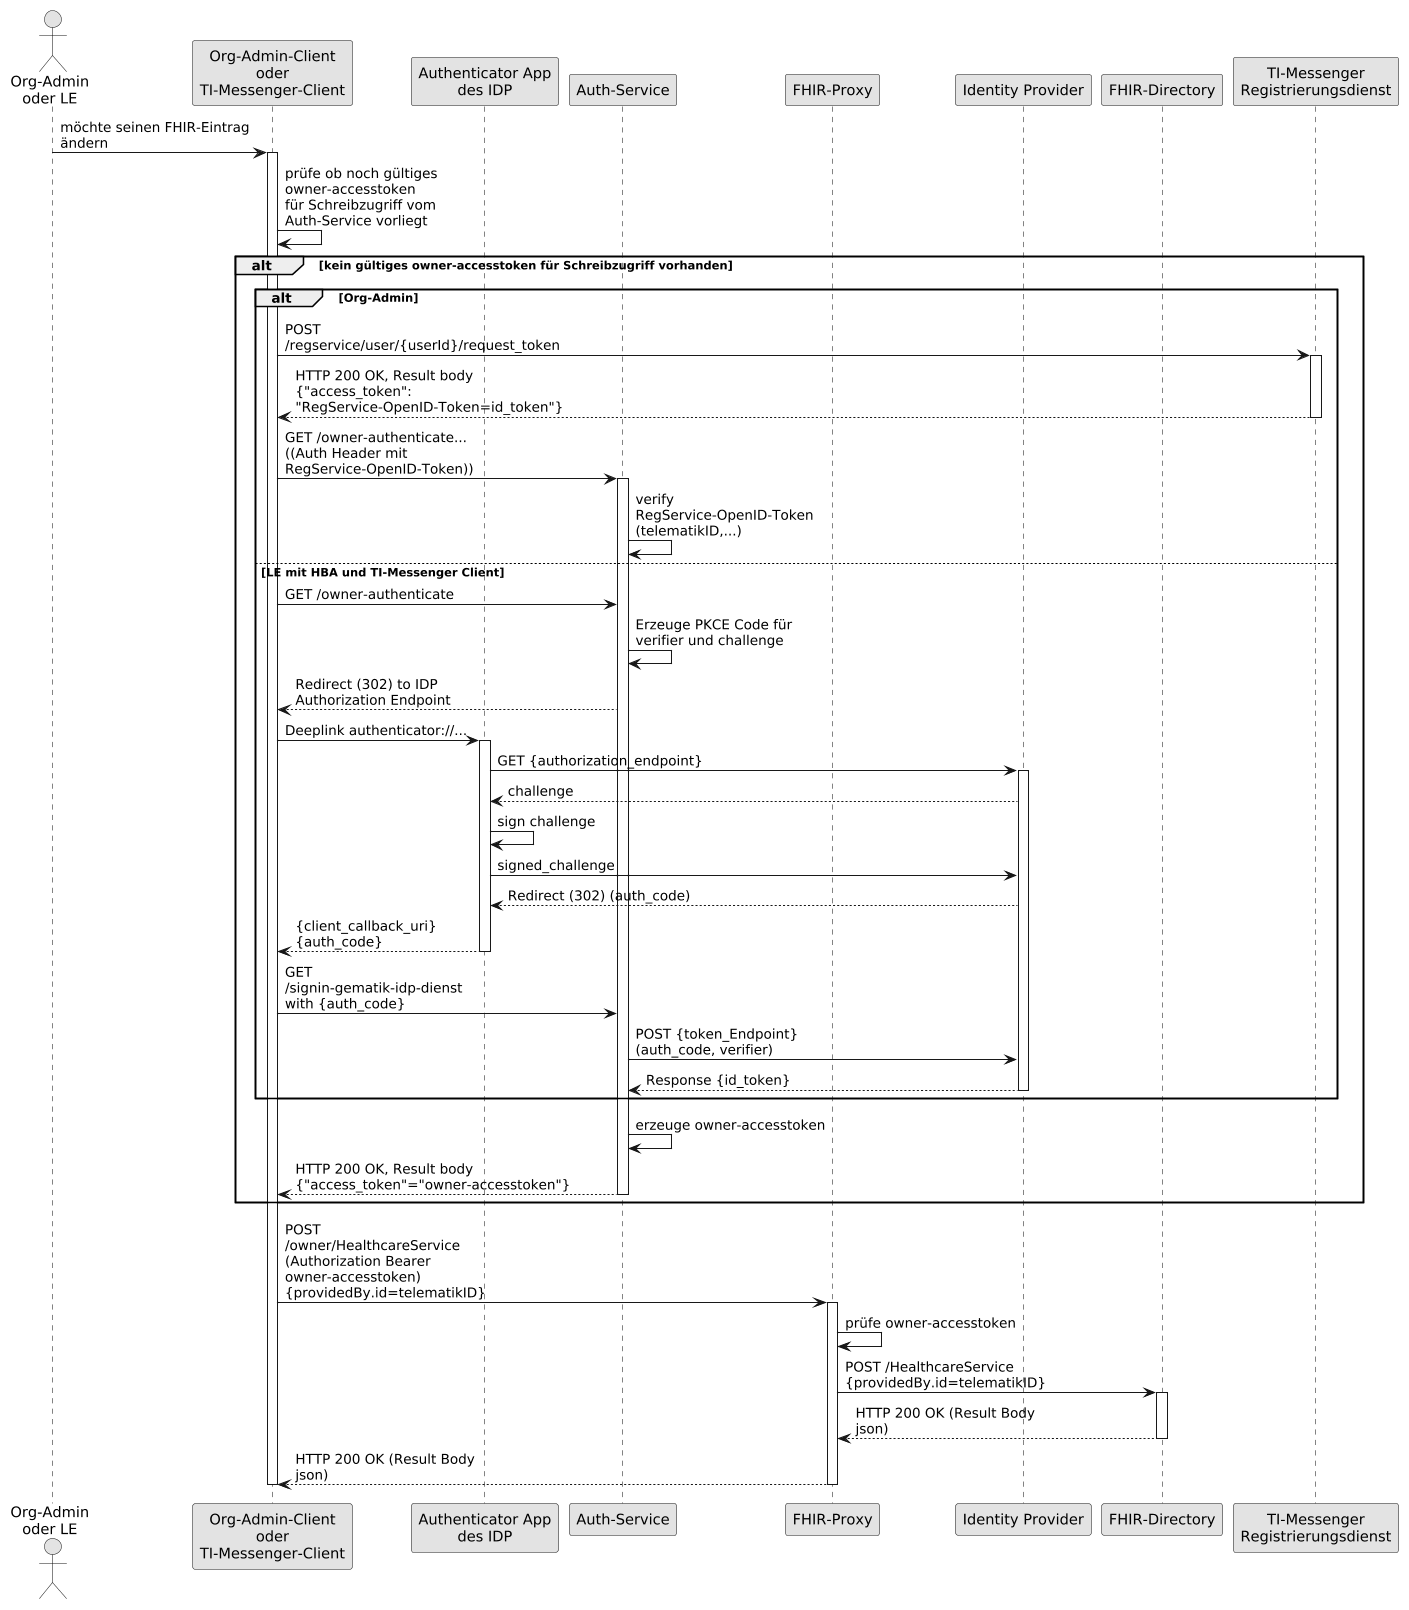 Org-Admin
oder LE
Org-Admin-Client
oder
TI-Messenger-Client
Authenticator App
des IDP
Auth-Service
FHIR-Proxy
Identity Provider
FHIR-Directory
TI-Messenger
Registrierungsdienst
möchte seinen FHIR-Eintrag
ändern
prüfe ob noch gültiges
owner-accesstoken
für Schreibzugriff vom
Auth-Service vorliegt
alt [kein gültiges owner-accesstoken für Schreibzugriff vorhanden]
alt [Org-Admin]
POST
/regservice/user/{userId}/request_token
HTTP 200 OK, Result body
{"access_token":
"RegService-OpenID-Token=id_token"}
GET /owner-authenticate...
((Auth Header mit
RegService-OpenID-Token))
verify
RegService-OpenID-Token
(telematikID,...)
[LE mit HBA und TI-Messenger Client]
GET /owner-authenticate
Erzeuge PKCE Code für
verifier und challenge
Redirect (302) to IDP
Authorization Endpoint
Deeplink authenticator://...
GET {authorization_endpoint}
challenge
sign challenge
signed_challenge
Redirect (302) (auth_code)
{client_callback_uri}
{auth_code}
GET
/signin-gematik-idp-dienst
with {auth_code}
POST {token_Endpoint}
(auth_code, verifier)
Response {id_token}
erzeuge owner-accesstoken
HTTP 200 OK, Result body
{"access_token"="owner-accesstoken"}
POST
/owner/HealthcareService
(Authorization Bearer
owner-accesstoken)
{providedBy.id=telematikID}
prüfe owner-accesstoken
POST /HealthcareService
{providedBy.id=telematikID}
HTTP 200 OK (Result Body
json)
HTTP 200 OK (Result Body
json)
Org-Admin
oder LE
Org-Admin-Client
oder
TI-Messenger-Client
Authenticator App
des IDP
Auth-Service
FHIR-Proxy
Identity Provider
FHIR-Directory
TI-Messenger
Registrierungsdienst